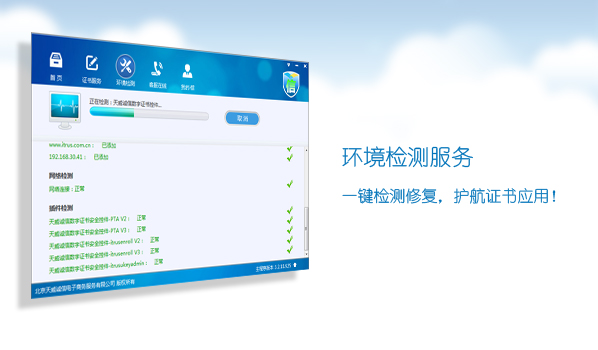 首 页
证书服务
环境检测
客服在线
我的信
信
正在检测：天威诚信数字证书控件...
取 消
www.itrus.com.cn： 已添加
192.168.30.41： 已添加
网络检测
网络连接：正常
插件检测
天威诚信数字证书安全控件-PTA V2： 正常
天威诚信数字证书安全控件-PTA V3： 正常
天威诚信数字证书安全控件-itrusenroll V2： 正常
天威诚信数字证书安全控件-itrusenroll V3： 正常
天威诚信数字证书安全控件-itrusukeyadmin： 正常
北京天威诚信电子商务服务有限公司 版权所有
环境检测服务
一键检测修复，护航证书应用！